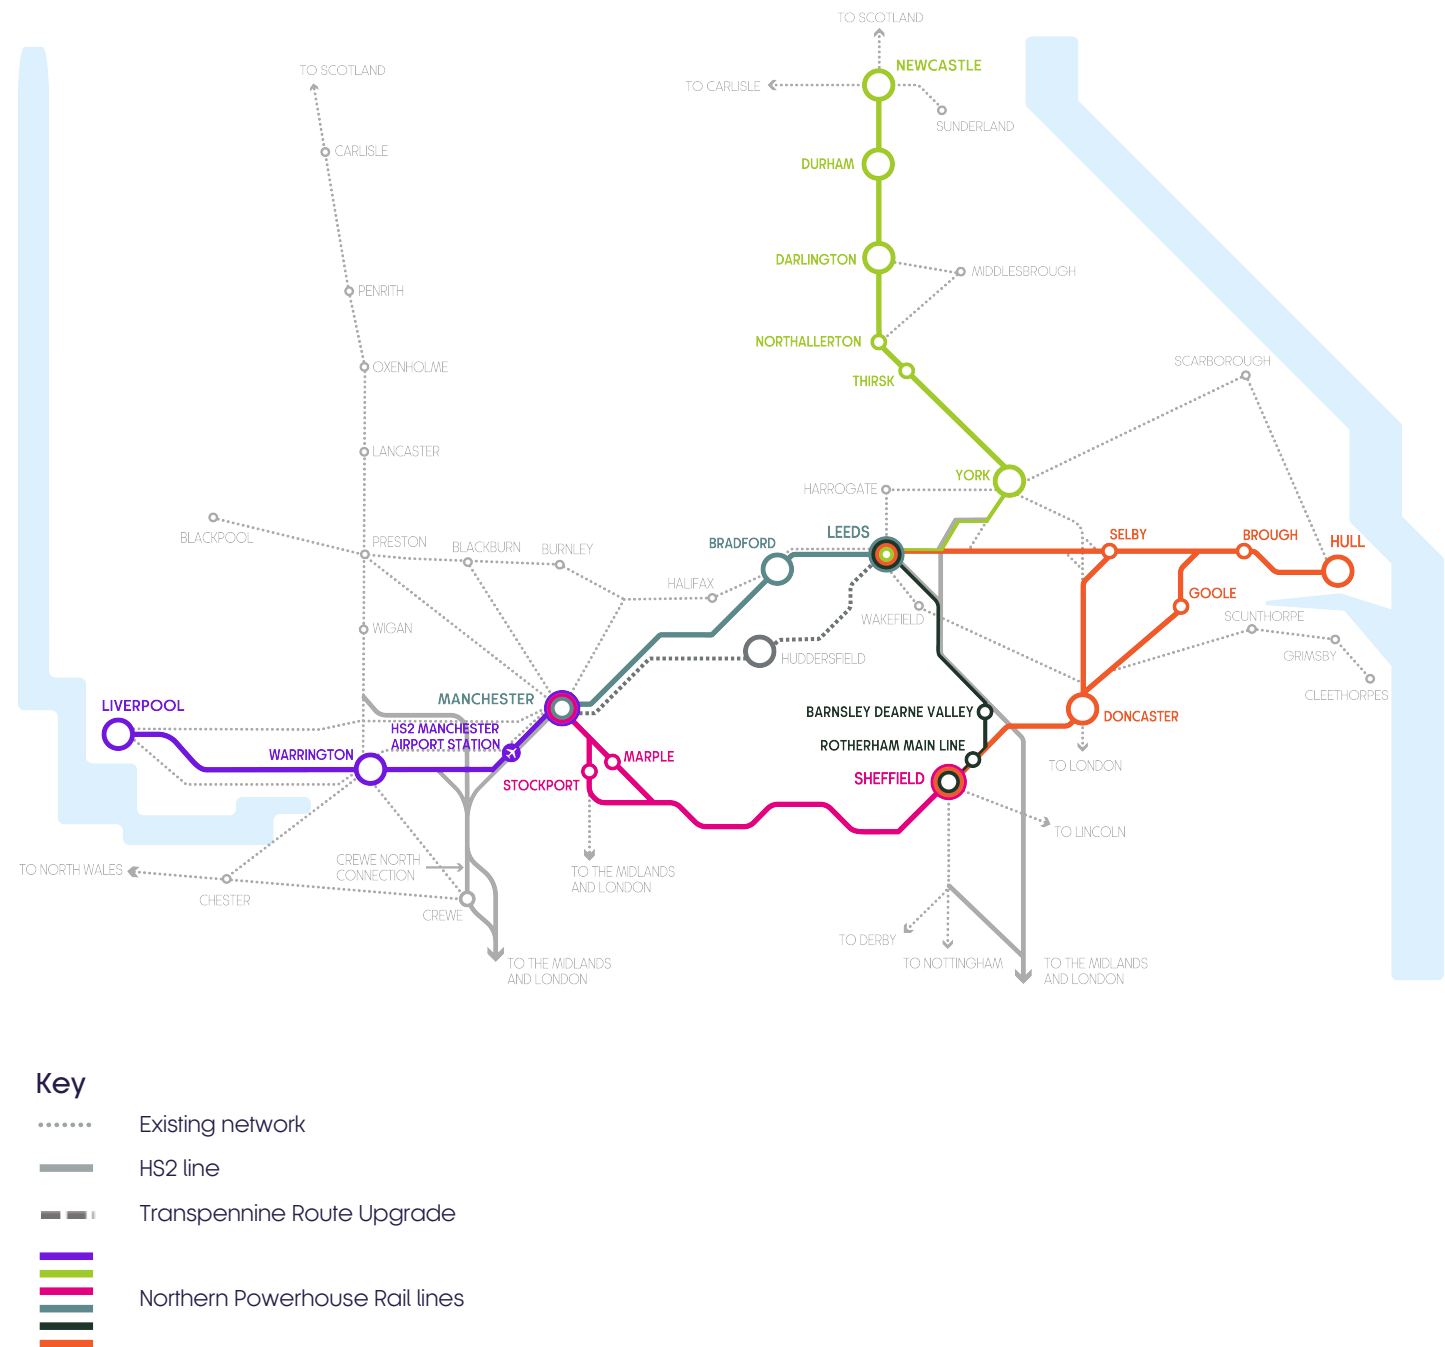 TO SCOTLAND
NEWCASTLE
TO SCOTLAND
TO CARLISLE
SUNDERLAND
CARLISLE
DURHAM
DARLINGTON
MIDDLESBROUGH
PENRITH
NORTHALLERTON
SCARBOROUGH
OXENHOLME
THIRSK
LANCASTER
YORK
HARROGATE
BLACKPOOL
PRESTON
BLACKBURN
BURNLEY
BRADFORD
LEEDS
SELBY
BROUGH
HULL
HALIFAX
GOOLE
WIGAN
WAKEFIELD
SCUNTHORPE
HUDDERSFIELD
GRIMSBY
CLEETHORPES
LIVERPOOL
MANCHESTER
BARNSLEY DEARNE VALLEY
DONCASTER
HS2 MANCHESTER
AIRPORT STATION
WARRINGTON
MARPLE
ROTHERHAM MAIN LINE
STOCKPORT
SHEFFIELD
TO LONDON
TO LINCOLN
TO NORTH WALES
CREWE NORTH
CONNECTION
TO THE MIDLANDS
AND LONDON
CHESTER
CREWE
TO DERBY
TO THE MIDLANDS
AND LONDON
TO NOTTINGHAM
TO THE MIDLANDS
AND LONDON
Key
Existing network
HS2 line
Transpennine Route Upgrade
Northern Powerhouse Rail lines